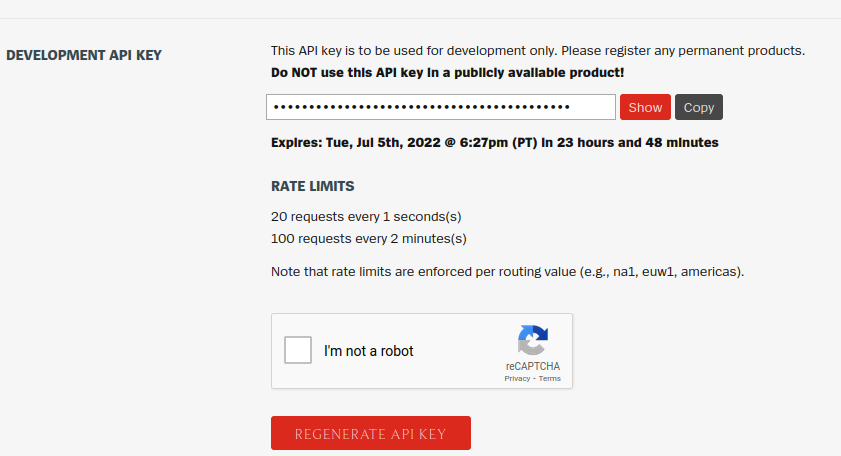 DEVELOPMENT API KEY
This API key is to be used for development only. Please register any permanent products.
Do NOT use this API key in a publicly available product!
••••••••••••••••••••••••••••••••••••••••••
Show
Copy
Expires: Tue, Jul 5th, 2022 @ 6:27pm (PT) in 23 hours and 48 minutes
RATE LIMITS
20 requests every 1 seconds(s)
100 requests every 2 minutes(s)
Note that rate limits are enforced per routing value (e.g., na1, euw1, americas).
I'm not a robot
reCAPTCHA
Privacy - Terms
REGENERATE API KEY